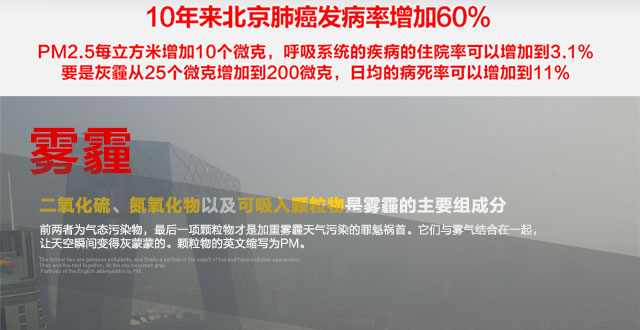 10年来北京肺癌发病率增加60%
PM2.5每立方米增加10个微克，呼吸系统的疾病的住院率可以增加到3.1%
要是灰霾从25个微克增加到200微克，日均的病死率可以增加到11%
雾霾
二氧化硫、氮氧化物以及可吸入颗粒物是雾霾的主要组成分
前两者为气态污染物，最后一项颗粒物才是加重雾霾天气污染的罪魁祸首。它们与雾气结合在一起，
让天空瞬间变得灰蒙蒙的。颗粒物的英文缩写为PM。
The former two are gaseous pollutants, and finally a particle is the culprit of fog and haze pollution aggravation.
They and the mist together, let the sky becomes gray.
Particles of the English abbreviation is PM.